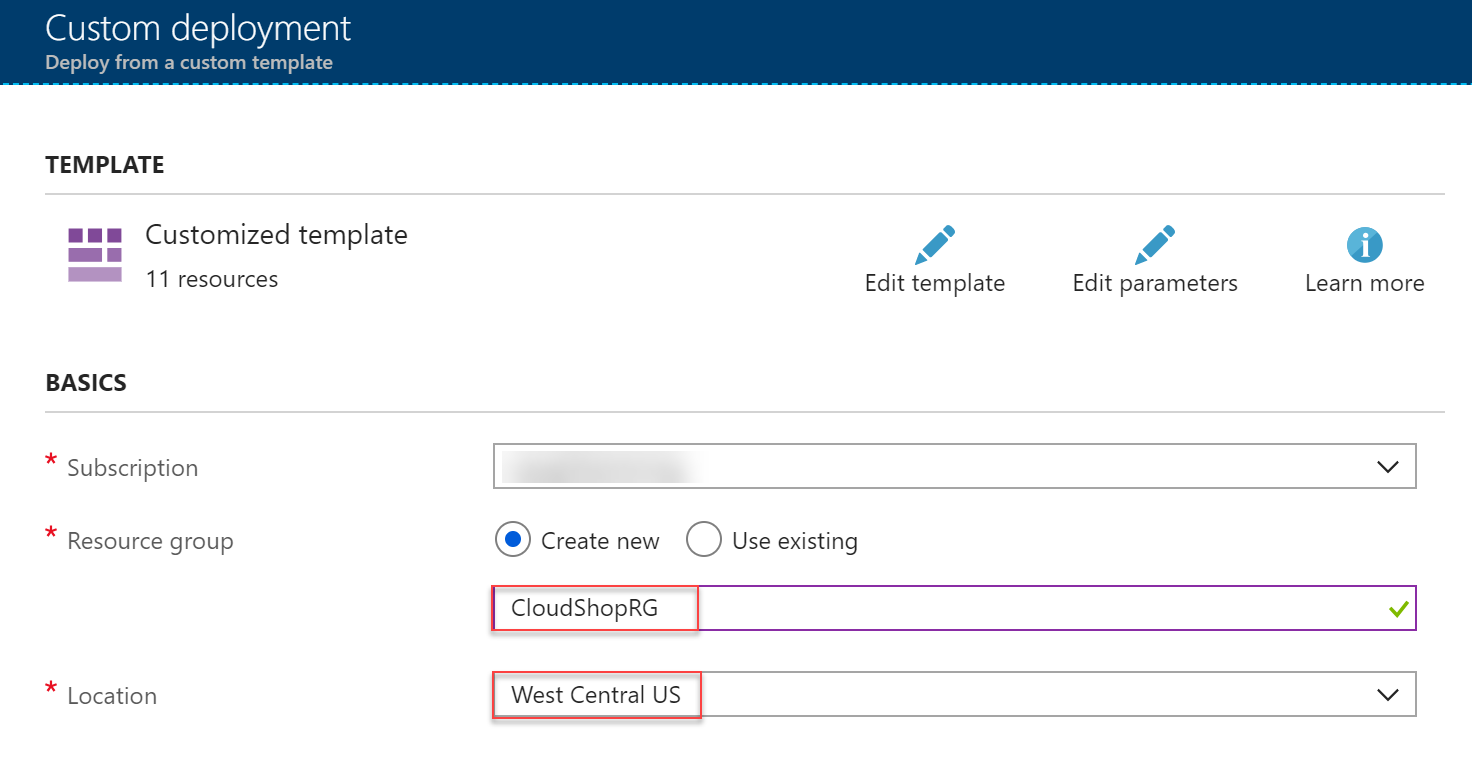 Custom deployment
Deploy from a custom template
TEMPLATE
Customized template
11 resources
Edit template
Edit parameters
Learn more
BASICS
* Subscription
* Resource group
Create new
Use existing
CloudShopRG
* Location
West Central US